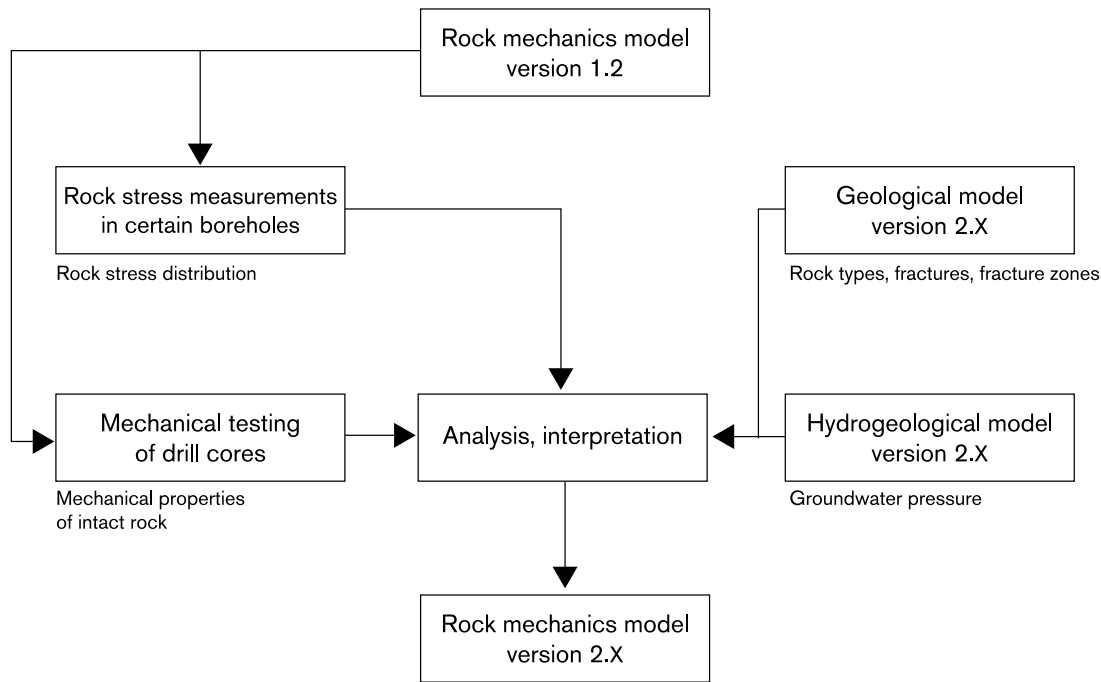 Rock mechanics model
version 1.2
Rock stress measurements
in certain boreholes
Rock stress distribution
Geological model
version 2.X
Rock types, fractures, fracture zones
Mechanical testing
of drill cores
Mechanical properties
of intact rock
Analysis, interpretation
Hydrogeological model
version 2.X
Groundwater pressure
Rock mechanics model
version 2.X